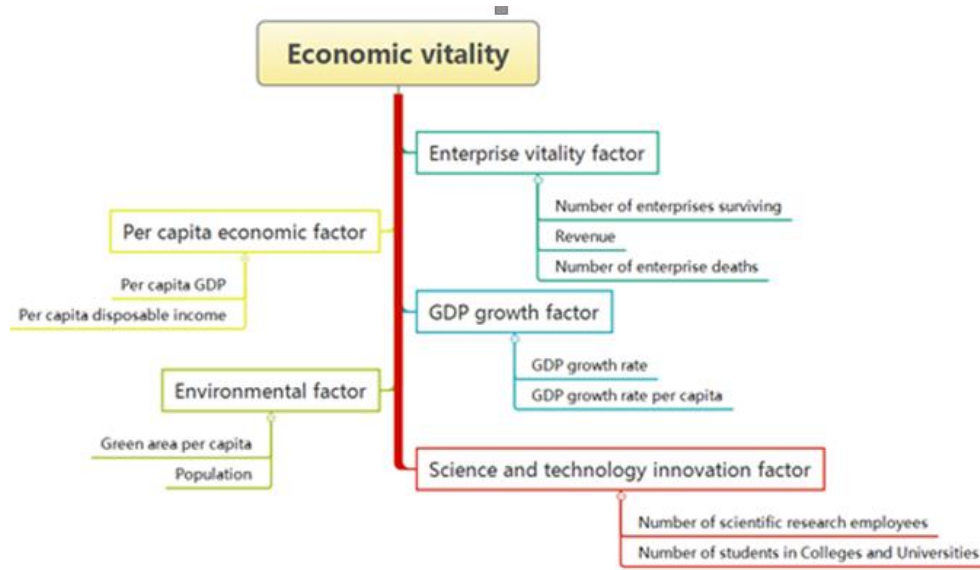 Economic vitality
Enterprise vitality factor
Number of enterprises surviving
Revenue
Number of enterprise deaths
Per capita economic factor
Per capita GDP
Per capita disposable income
GDP growth factor
GDP growth rate
GDP growth rate per capita
Environmental factor
Green area per capita
Population
Science and technology innovation factor
Number of scientific research employees
Number of students in Colleges and Universities